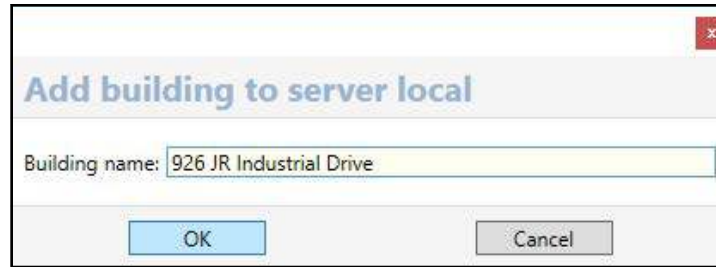 x
Add building to server local
Building name: 926 JR Industrial Drive
OK Cancel